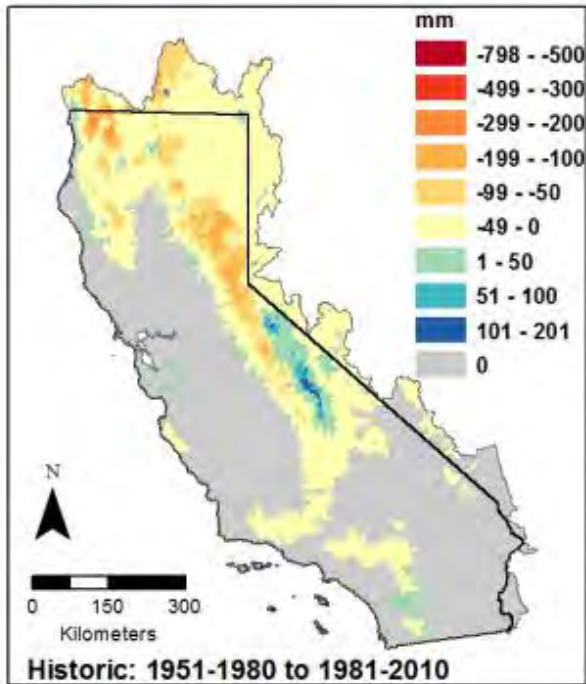 mm
-798 - -500
-499 - -300
-299 - -200
-199 - -100
-99 - -50
-49 - 0
1 - 50
51 - 100
101 - 201
0
N
0 150 300
Kilometers
Historic: 1951-1980 to 1981-2010